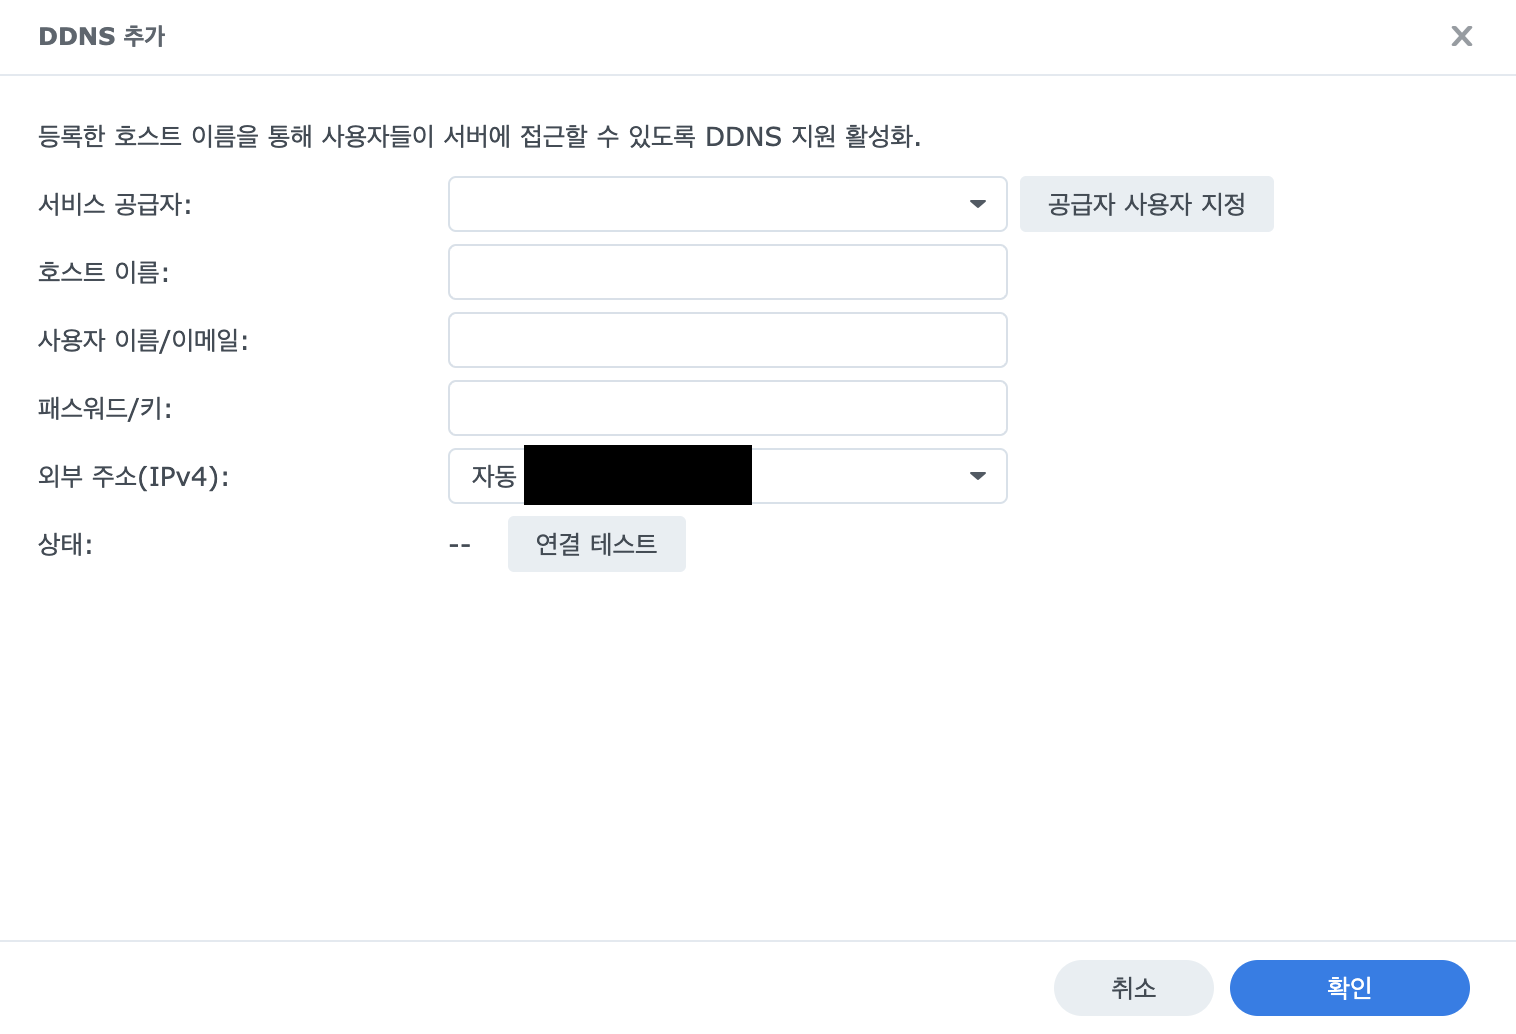 DDNS 추가
등록한 호스트 이름을 통해 사용자들이 서버에 접근할 수 있도록 DDNS 지원 활성화.
서비스 공급자: 공급자 사용자 지정
호스트 이름:
사용자 이름/이메일:
패스워드/키:
외부 주소(IPv4): 자동
상태: -- 연결 테스트
취소 확인